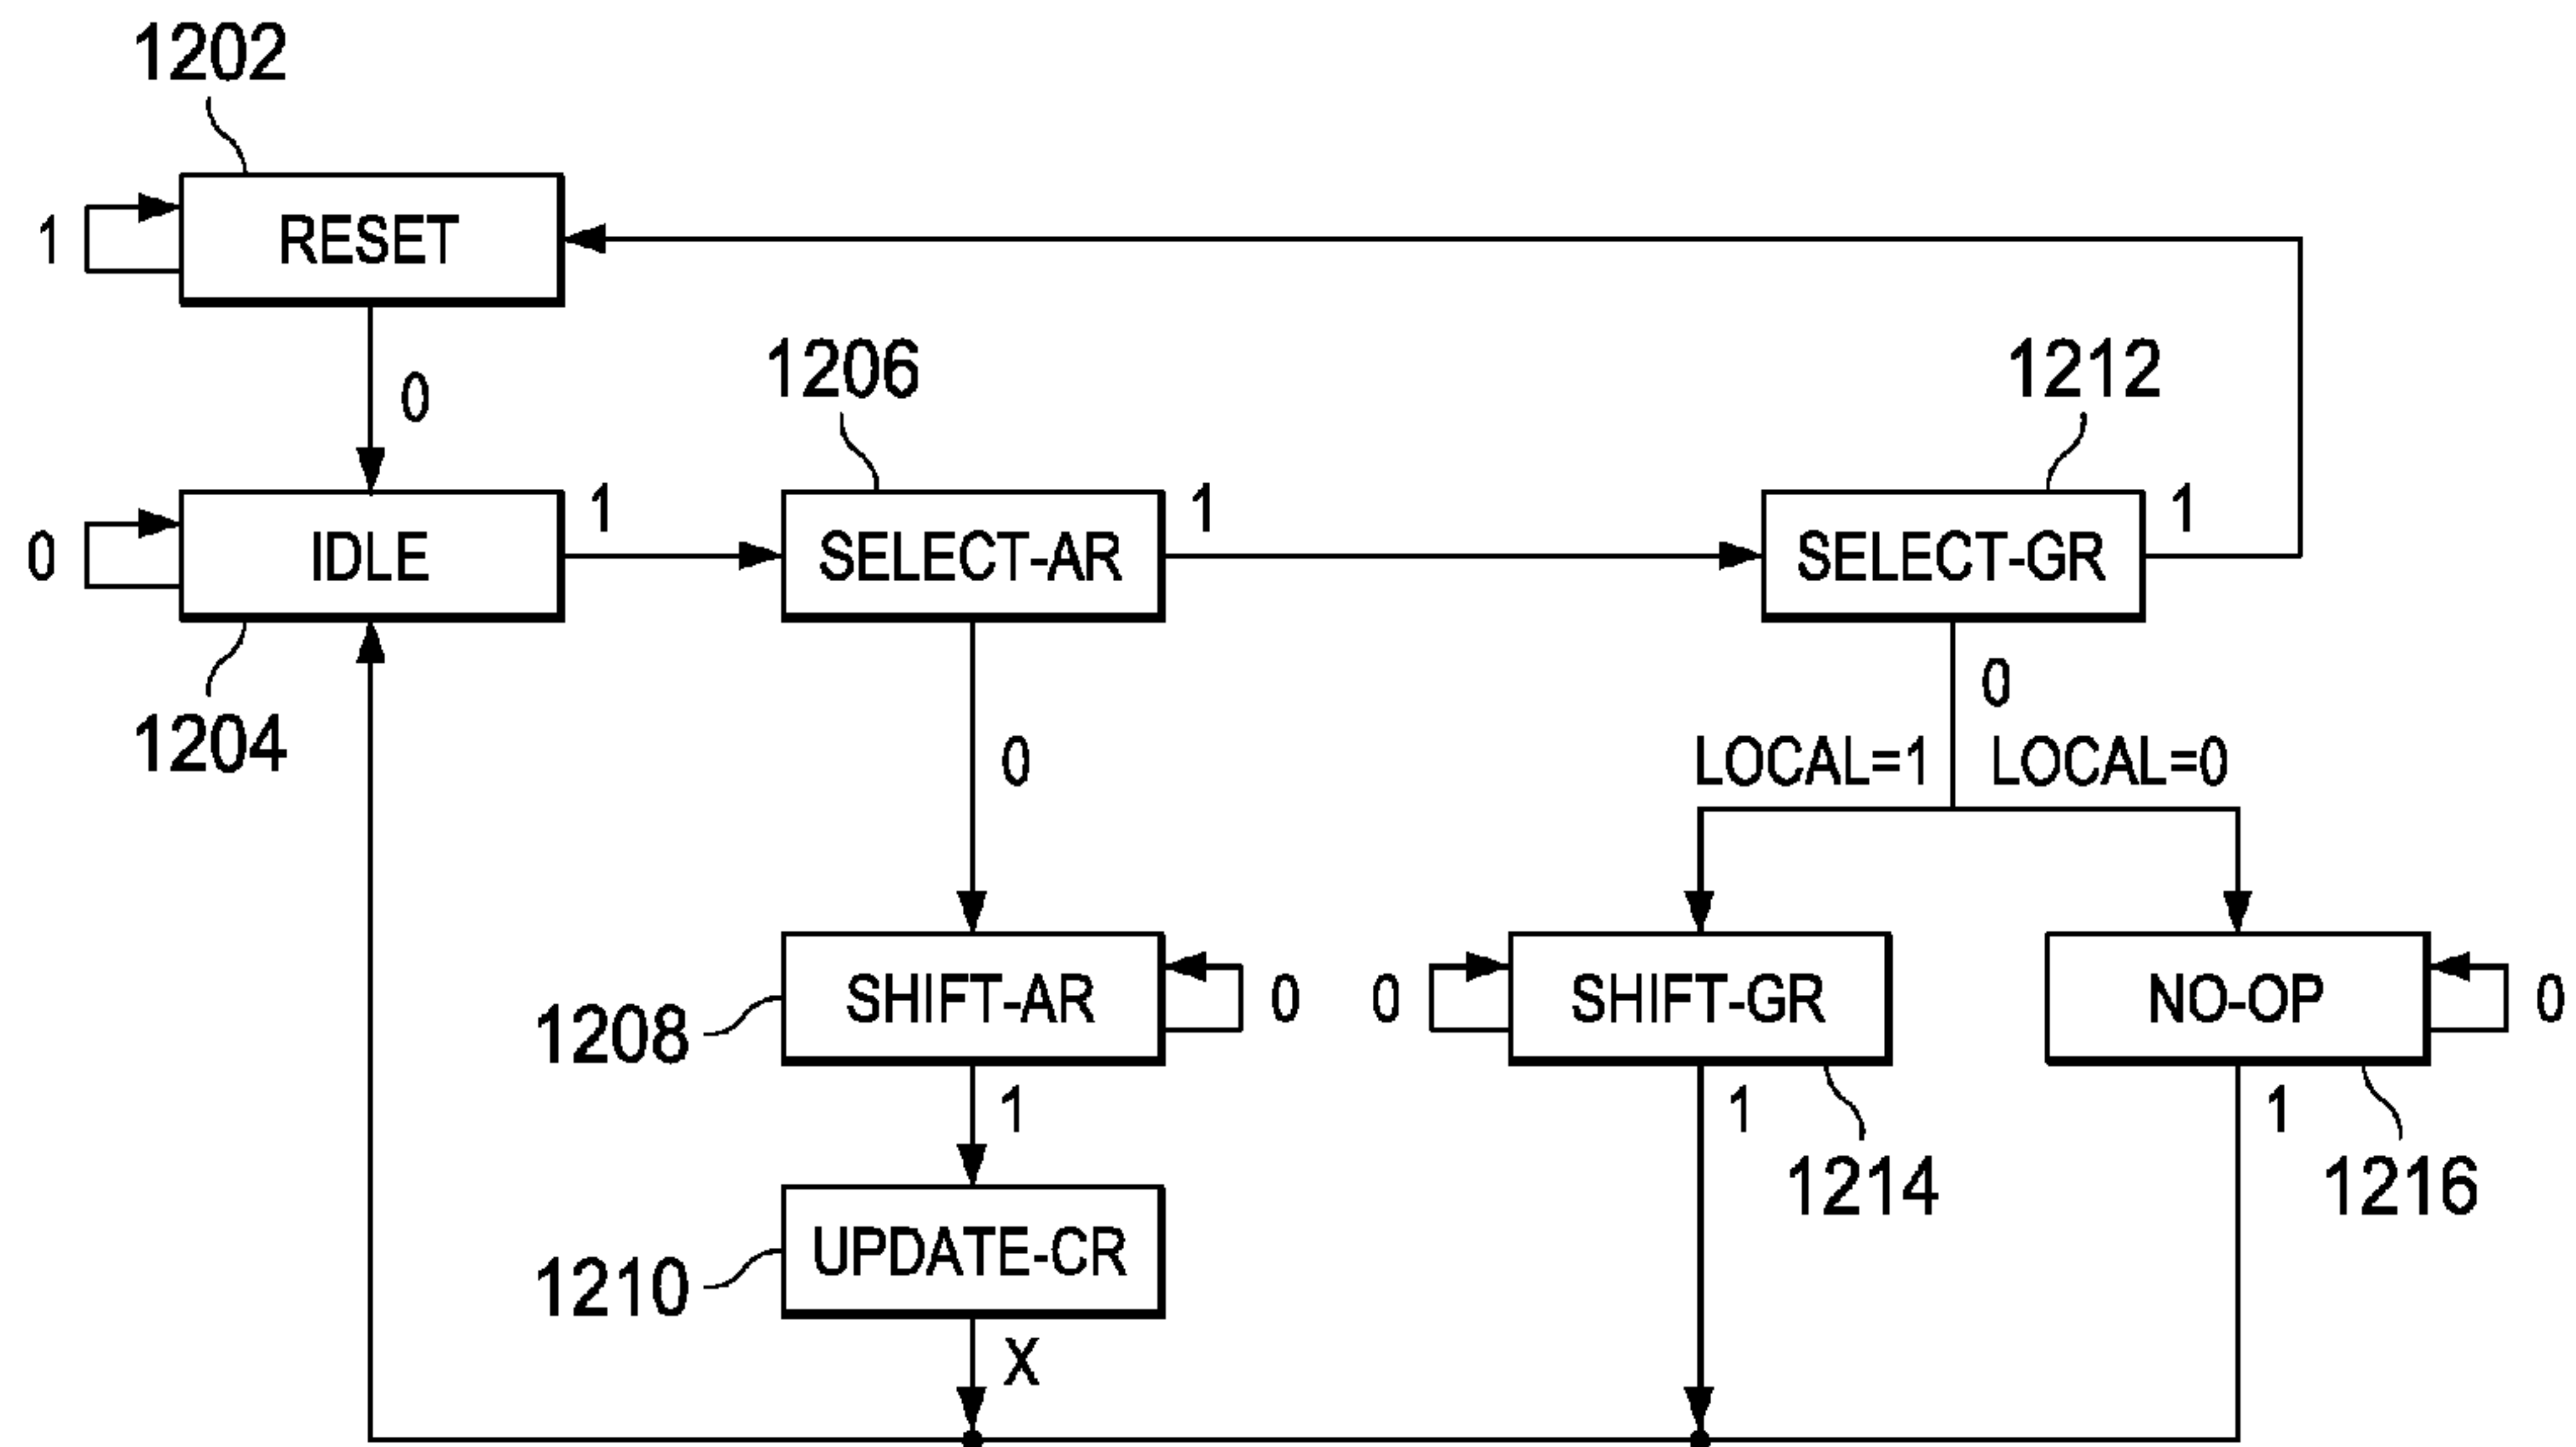 1202
1
RESET
0
1206
1212
0
IDLE
1
SELECT-AR
1
SELECT-GR
1
1204
0
0
LOCAL=1
LOCAL=0
1208
SHIFT-AR
0
0
SHIFT-GR
NO-OP
0
1
1
1
1214
1216
1210
UPDATE-CR
X